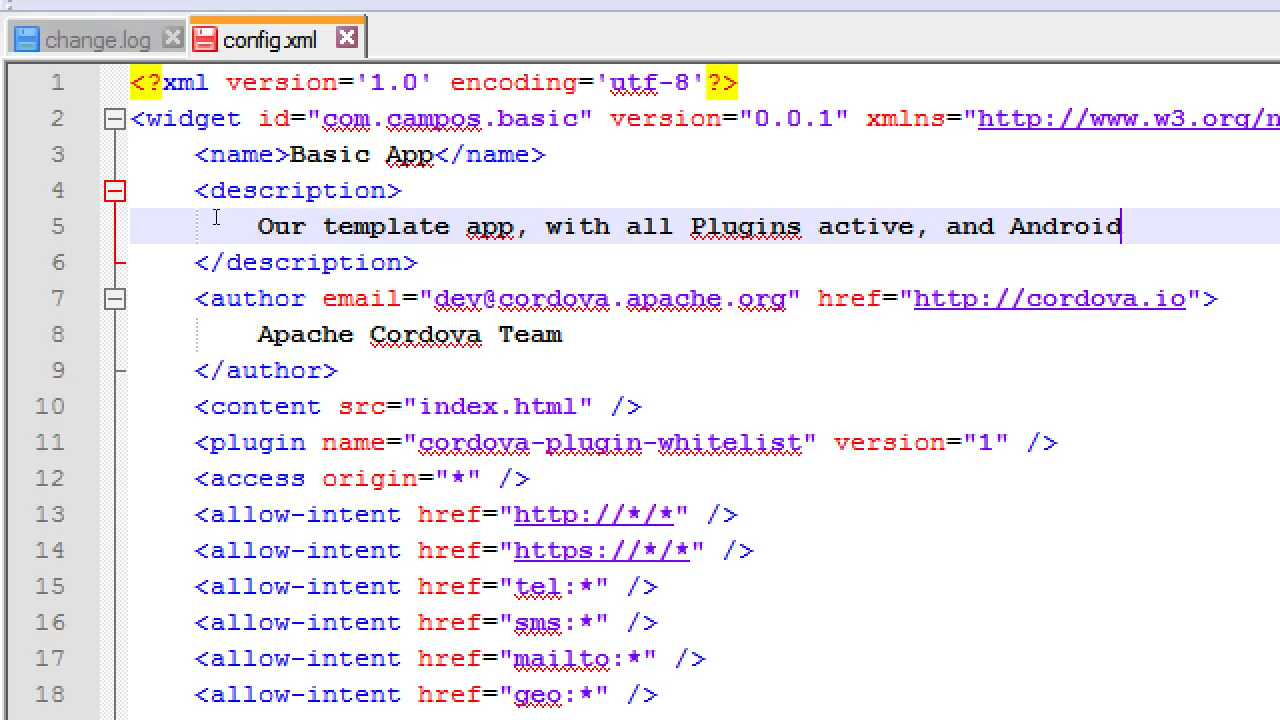 change.log config.xml
1 <?xml version='1.0' encoding='utf-8'?>
2 <widget id="com.campos.basic" version="0.0.1" xmlns="http://www.w3.org/n
3 <name>Basic App</name>
4 <description>
5 Our template app, with all Plugins active, and Android
6 </description>
7 <author email="dev@cordova.apache.org" href="http://cordova.io">
8 Apache Cordova Team
9 </author>
10 <content src="index.html" />
11 <plugin name="cordova-plugin-whitelist" version="1" />
12 <access origin="*" />
13 <allow-intent href="http://*/*" />
14 <allow-intent href="https://*/*" />
15 <allow-intent href="tel:*" />
16 <allow-intent href="sms:*" />
17 <allow-intent href="mailto:*" />
18 <allow-intent href="geo:*" />